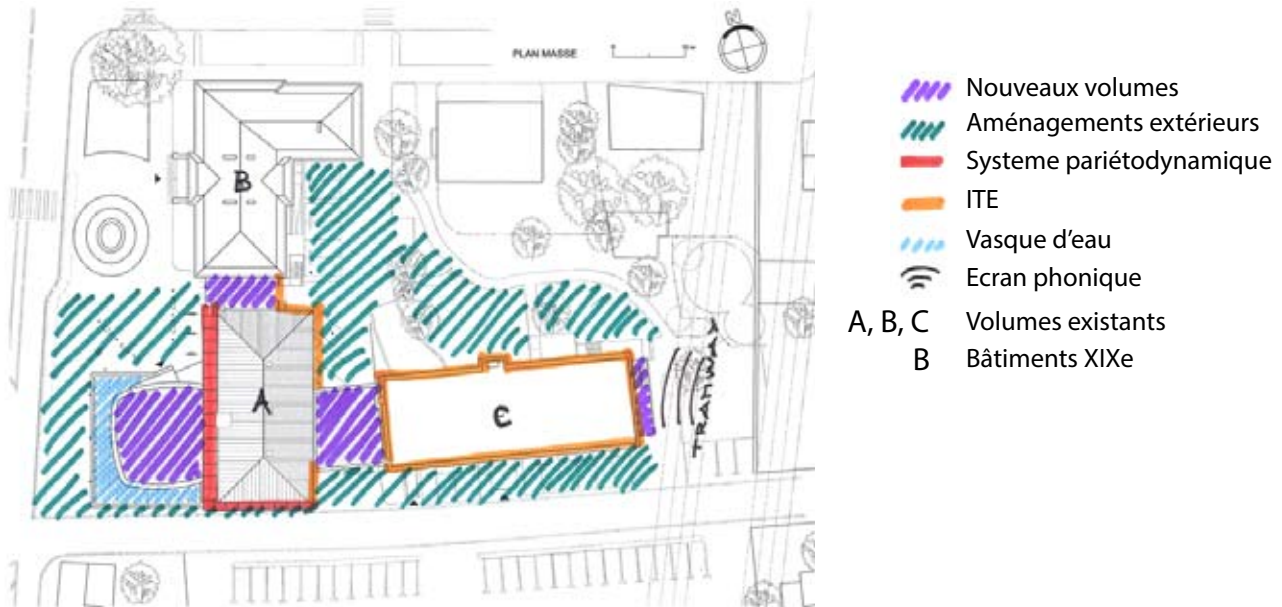 N
PLAN MASSE
B
A
C
TRAMWAY
Nouveaux volumes
Aménagements extérieurs
Systeme pariétodynamique
ITE
Vasque d'eau
Ecran phonique
A, B, C Volumes existants
B Bâtiments XIXe